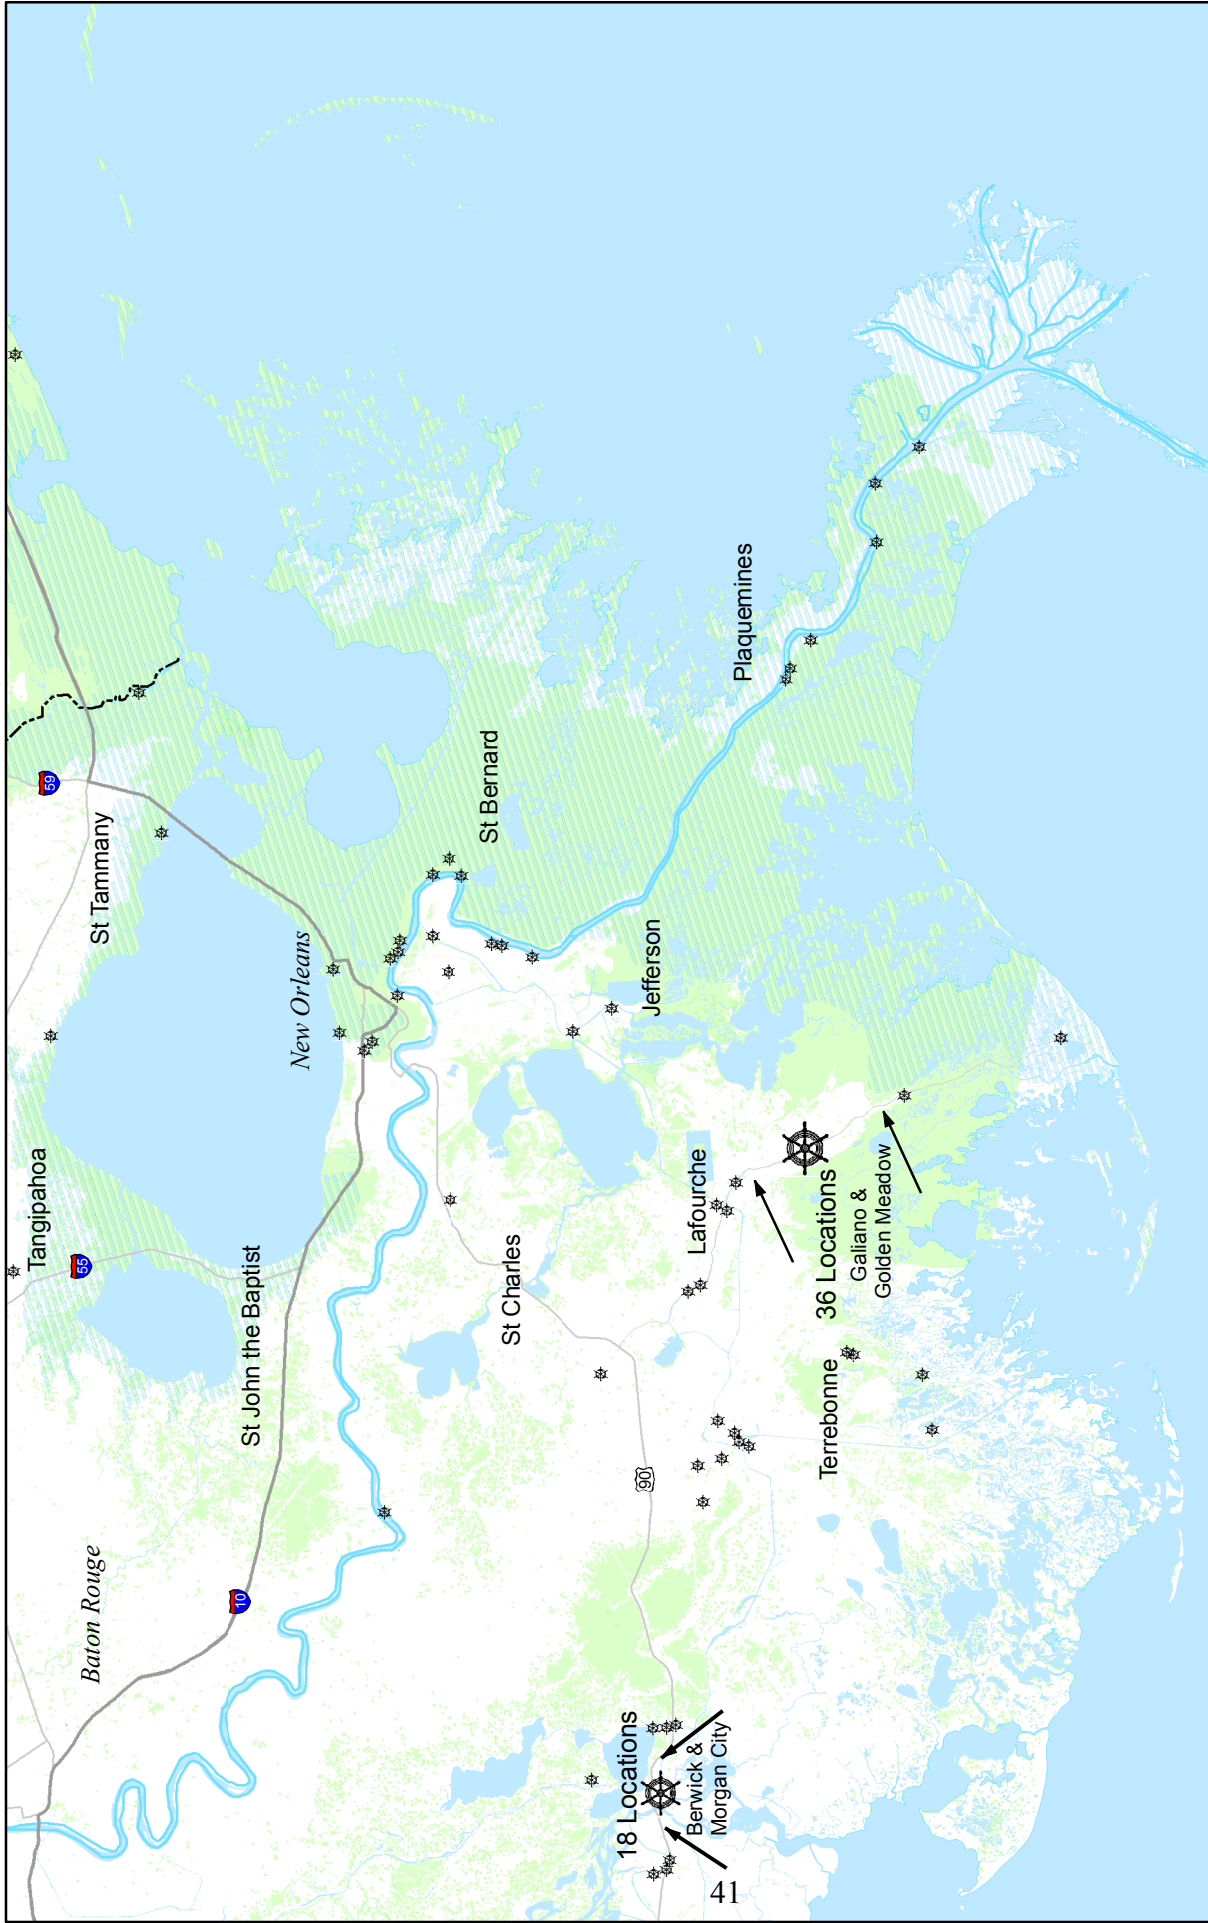 59
St Tammany
New Orleans
Tangipahoa
55
St John the Baptist
Baton Rouge
10
St Bernard
Plaquemines
Jefferson
St Charles
Lafourche
36 Locations
Galiano &
Golden Meadow
Terrebonne
90
18 Locations
Berwick &
Morgan City
41